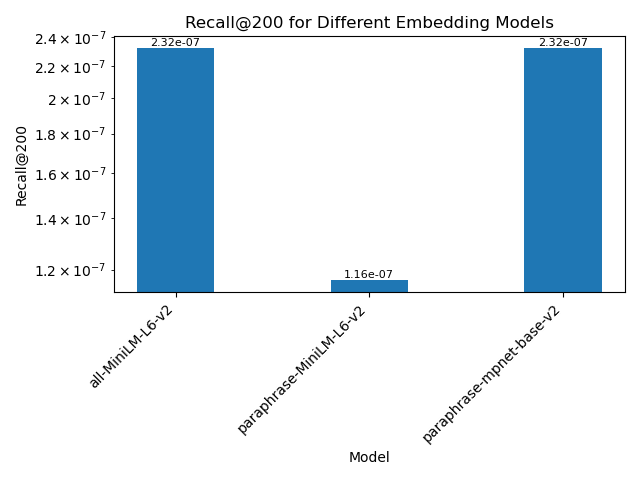 Recall@200 for Different Embedding Models
2.4 × 10⁻⁷
2.2 × 10⁻⁷
2 × 10⁻⁷
1.8 × 10⁻⁷
1.6 × 10⁻⁷
1.4 × 10⁻⁷
1.2 × 10⁻⁷
Recall@200
2.32e-07
1.16e-07
2.32e-07
all-MiniLM-L6-v2
paraphrase-MiniLM-L6-v2
paraphrase-mpnet-base-v2
Model